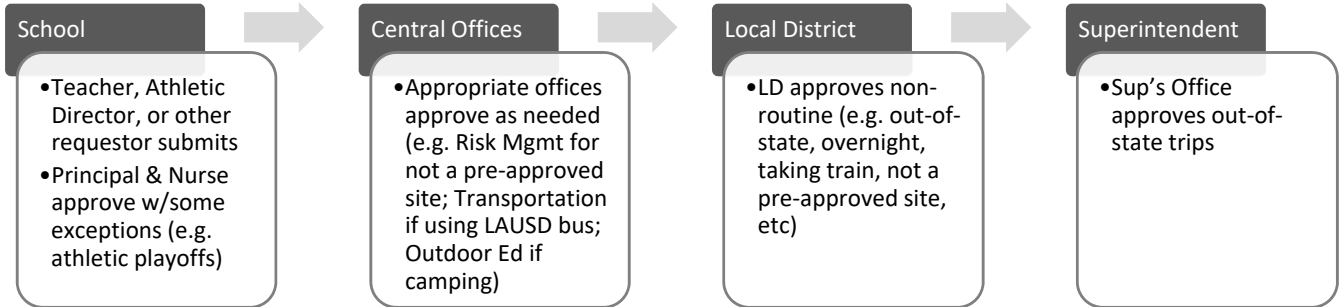 School
•Teacher, Athletic
Director, or other
requestor submits
•Principal & Nurse
approve w/some
exceptions (e.g.
athletic playoffs)
Central Offices
•Appropriate offices
approve as needed
(e.g. Risk Mgmt for
not a pre-approved
site; Transportation
if using LAUSD bus;
Outdoor Ed if
camping)
Local District
•LD approves non-
routine (e.g. out-of-
state, overnight,
taking train, not a
pre-approved site,
etc)
Superintendent
•Sup’s Office
approves out-of-
state trips